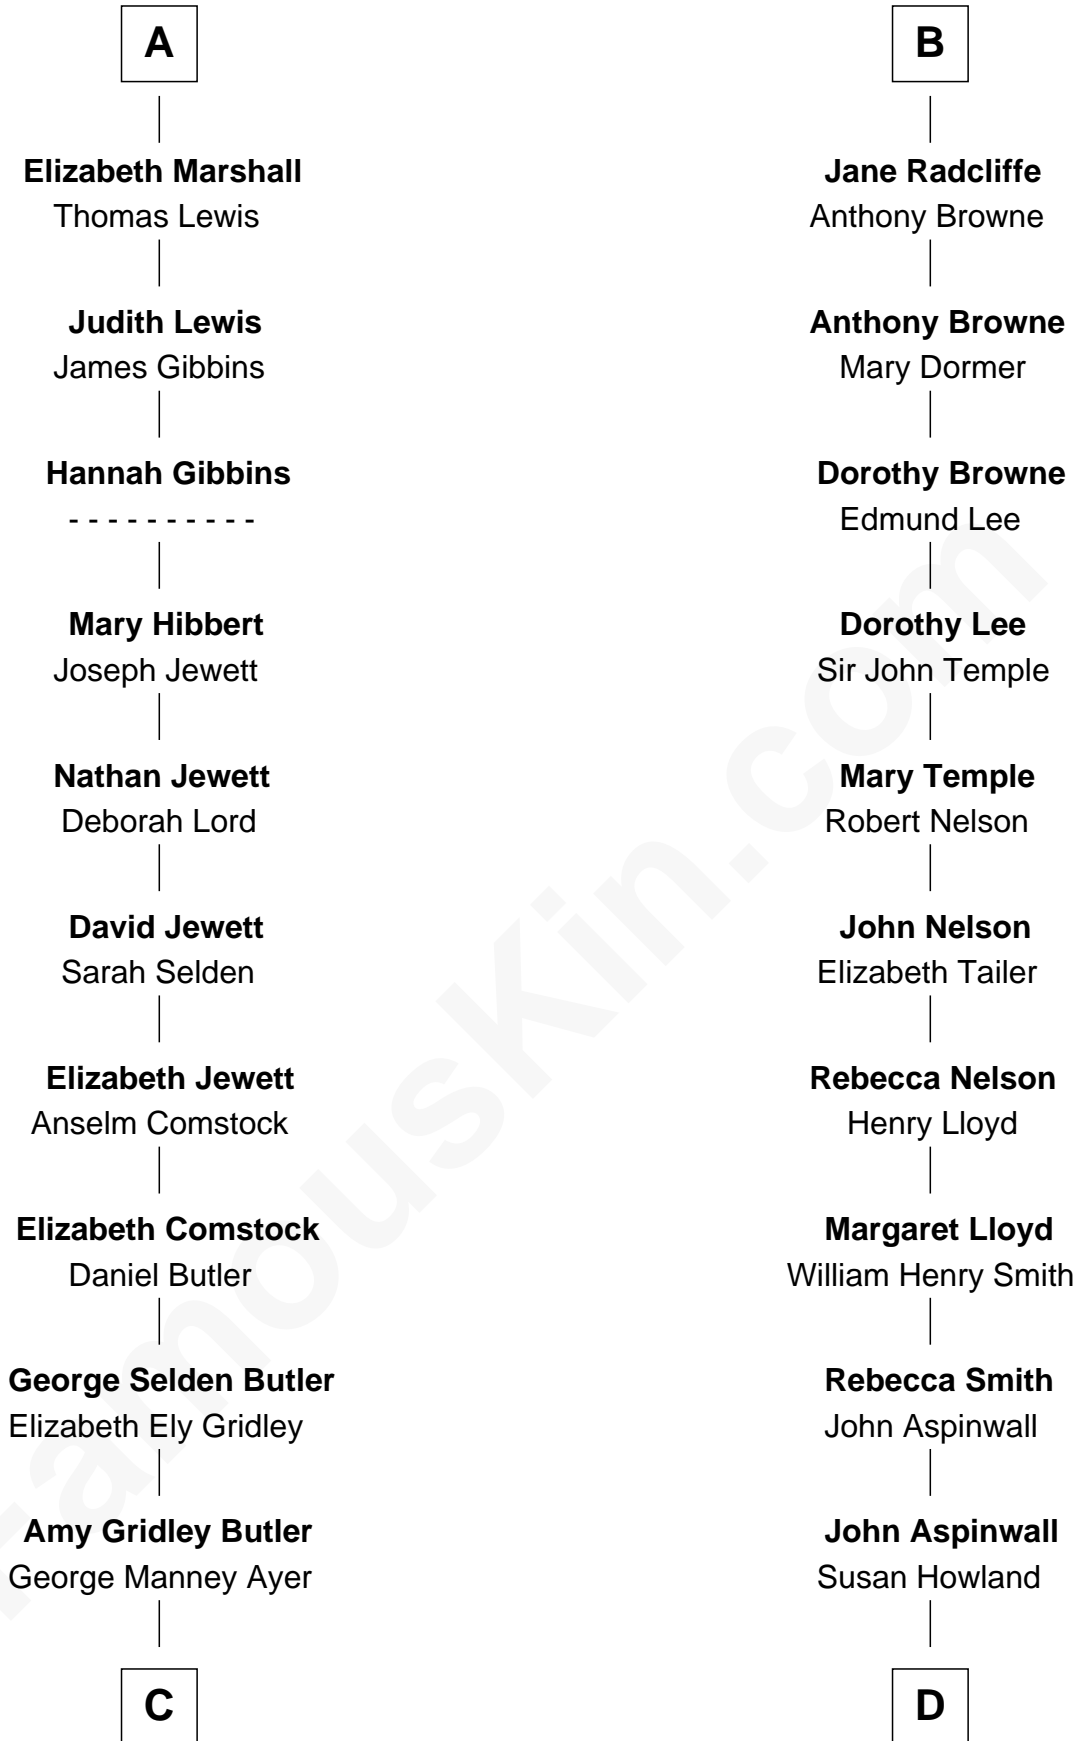 A
Elizabeth Marshall
Thomas Lewis
Judith Lewis
James Gibbins
Hannah Gibbins
- - - - - - - - - -
Mary Hibbert
Joseph Jewett
Nathan Jewett
Deborah Lord
David Jewett
Sarah Selden
Elizabeth Jewett
Anselm Comstock
Elizabeth Comstock
Daniel Butler
George Selden Butler
Elizabeth Ely Gridley
Amy Gridley Butler
George Manney Ayer
C
B
Jane Radcliffe
Anthony Browne
Anthony Browne
Mary Dormer
Dorothy Browne
Edmund Lee
Dorothy Lee
Sir John Temple
Mary Temple
Robert Nelson
John Nelson
Elizabeth Tailer
Rebecca Nelson
Henry Lloyd
Margaret Lloyd
William Henry Smith
Rebecca Smith
John Aspinwall
John Aspinwall
Susan Howland
D
FamousKin.com